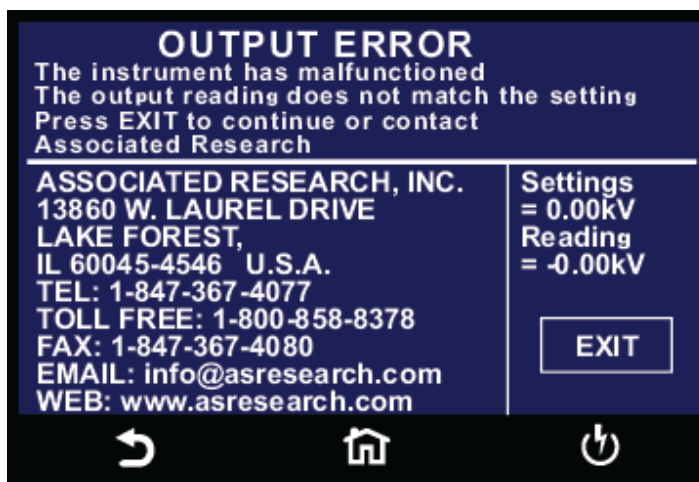 OUTPUT ERROR
The instrument has malfunctioned
The output reading does not match the setting
Press EXIT to continue or contact
Associated Research
ASSOCIATED RESEARCH, INC.
13860 W. LAUREL DRIVE
LAKE FOREST,
IL 60045-4546 U.S.A.
TEL: 1-847-367-4077
TOLL FREE: 1-800-858-8378
FAX: 1-847-367-4080
EMAIL: info@asresearch.com
WEB: www.asresearch.com
Settings
= 0.00kV
Reading
= -0.00kV
EXIT